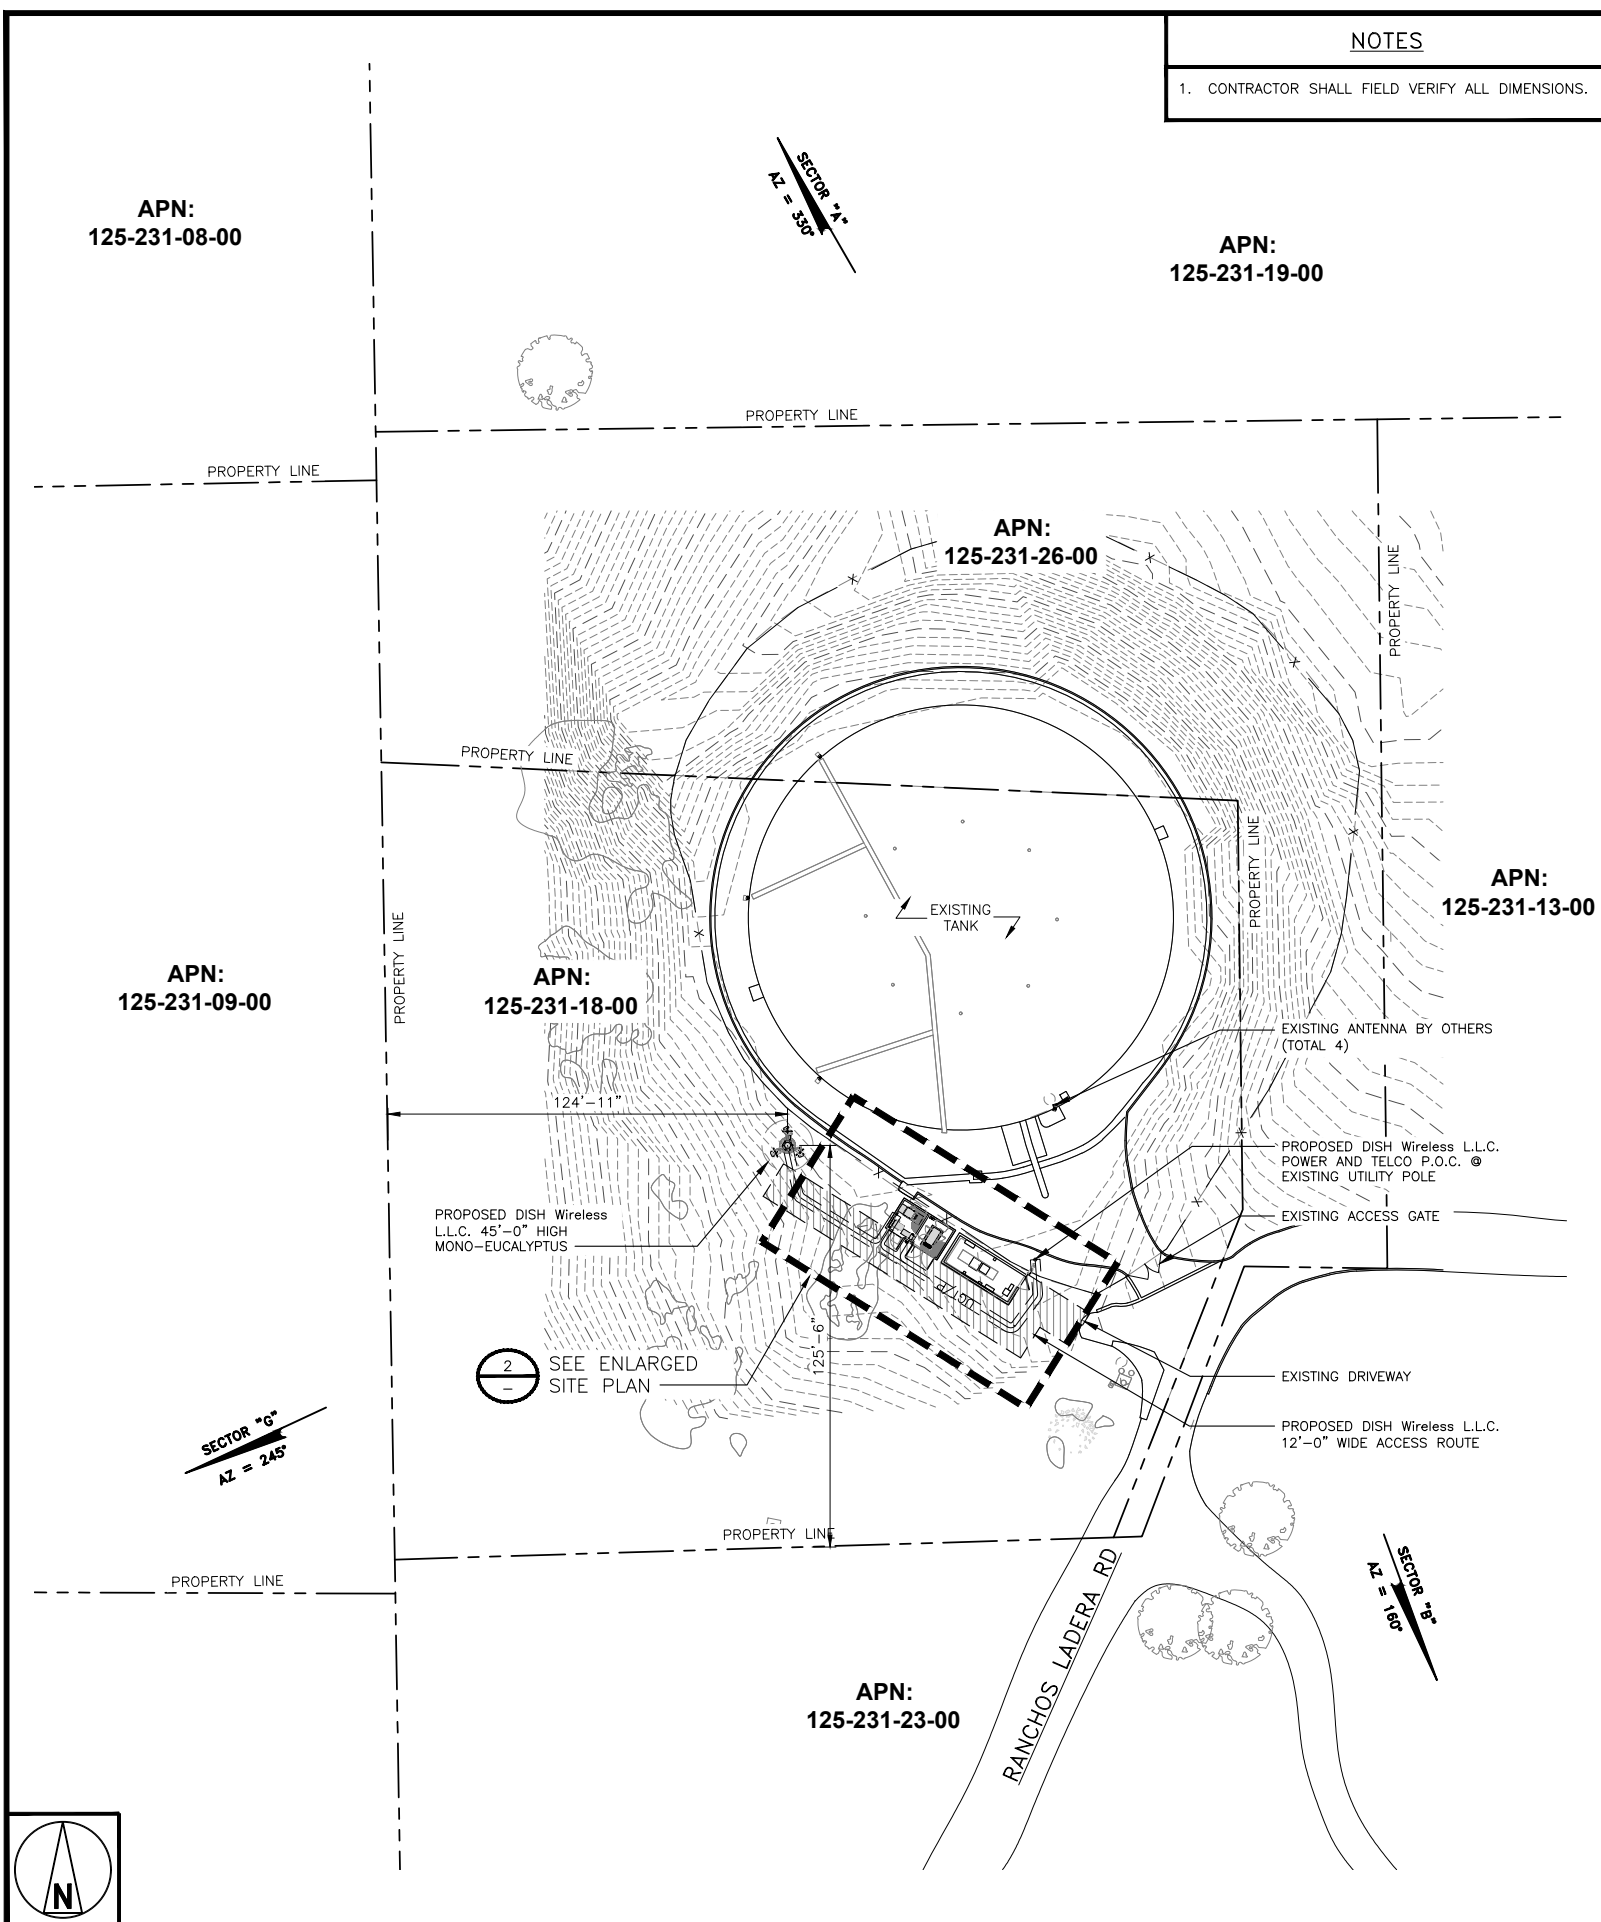 NOTES
1. CONTRACTOR SHALL FIELD VERIFY ALL DIMENSIONS.
SECTOR "A"
AZ = 330°
APN:
125-231-08-00
APN:
125-231-19-00
PROPERTY LINE
PROPERTY LINE
APN:
125-231-26-00
PROPERTY LINE
PROPERTY LINE
PROPERTY LINE
APN:
125-231-13-00
EXISTING
TANK
PROPERTY LINE
APN:
125-231-09-00
APN:
125-231-18-00
EXISTING ANTENNA BY OTHERS
(TOTAL 4)
124'-11"
PROPOSED DISH Wireless L.L.C.
POWER AND TELCO P.O.C. @
EXISTING UTILITY POLE
PROPOSED DISH Wireless
L.L.C. 45'-0" HIGH
MONO-EUCALYPTUS
EXISTING ACCESS GATE
UGT/P
125'-6"
2
-
SEE ENLARGED
SITE PLAN
EXISTING DRIVEWAY
PROPOSED DISH Wireless L.L.C.
12'-0" WIDE ACCESS ROUTE
SECTOR "G"
AZ = 245°
PROPERTY LINE
PROPERTY LINE
SECTOR "B"
AZ = 160°
RANCHOS LADERA RD
APN:
125-231-23-00
N